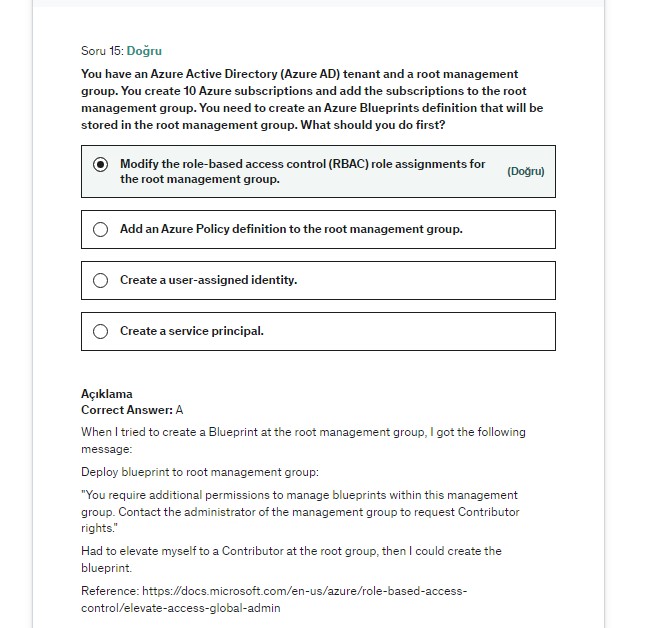 Soru 15: Doğru
You have an Azure Active Directory (Azure AD) tenant and a root management
group. You create 10 Azure subscriptions and add the subscriptions to the root
management group. You need to create an Azure Blueprints definition that will be
stored in the root management group. What should you do first?
Modify the role-based access control (RBAC) role assignments for
the root management group.
(Doğru)
Add an Azure Policy definition to the root management group.
Create a user-assigned identity.
Create a service principal.
Açıklama
Correct Answer: A
When I tried to create a Blueprint at the root management group, I got the following
message:
Deploy blueprint to root management group:
"You require additional permissions to manage blueprints within this management
group. Contact the administrator of the management group to request Contributor
rights."
Had to elevate myself to a Contributor at the root group, then I could create the
blueprint.
Reference: https://docs.microsoft.com/en-us/azure/role-based-access-
control/elevate-access-global-admin